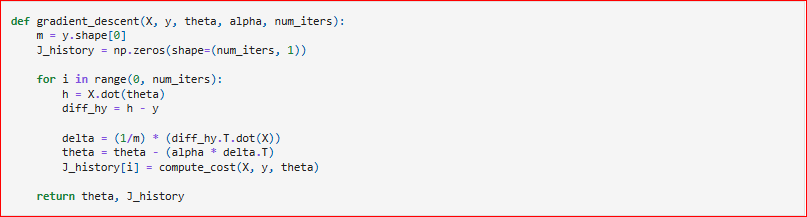 def gradient_descent(X, y, theta, alpha, num_iters):
    m = y.shape[0]
    J_history = np.zeros(shape=(num_iters, 1))

    for i in range(0, num_iters):
        h = X.dot(theta)
        diff_hy = h - y

        delta = (1/m) * (diff_hy.T.dot(X))
        theta = theta - (alpha * delta.T)
        J_history[i] = compute_cost(X, y, theta)

    return theta, J_history